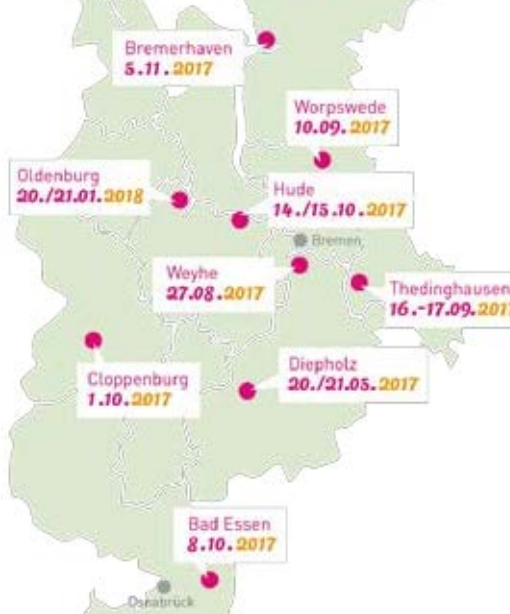 Bremerhaven
5.11.2017
Worpswede
10.09.2017
Oldenburg
20./21.01.2018
Hude
14./15.10.2017
Bremen
Weyhe
27.08.2017
Thedinghausen
16.-17.09.2017
Diepholz
20./21.05.2017
Cloppenburg
1.10.2017
Bad Essen
8.10.2017
Osnabrück